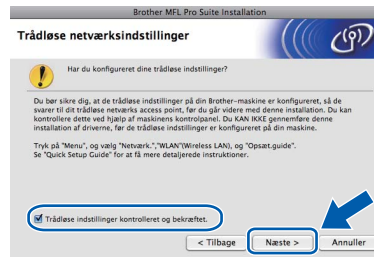 Brother MFL Pro Suite Installation
Trådløse netværksindstillinger
Har du konfigureret dine trådløse indstillinger?
Du bør sikre dig, at de trådløse indstillinger på din Brother-maskine er konfigureret, så de
svarer til dit trådløse netværks access point, før du går videre med denne installation. Du kan
kontrollere dette ved hjælp af maskinens kontrolpanel. Du KAN IKKE gennemføre denne
installation af driverne, før de trådløse indstillinger er konfigureret på din maskine.
Tryk på "Menu", og vælg "Netværk.","WLAN"(Wireless LAN), og "Opsæt.guide".
Se "Quick Setup Guide" for at få mere detaljerede instruktioner.
Trådløse indstillinger kontrolleret og bekræftet.
< Tilbage Næste > Annuller